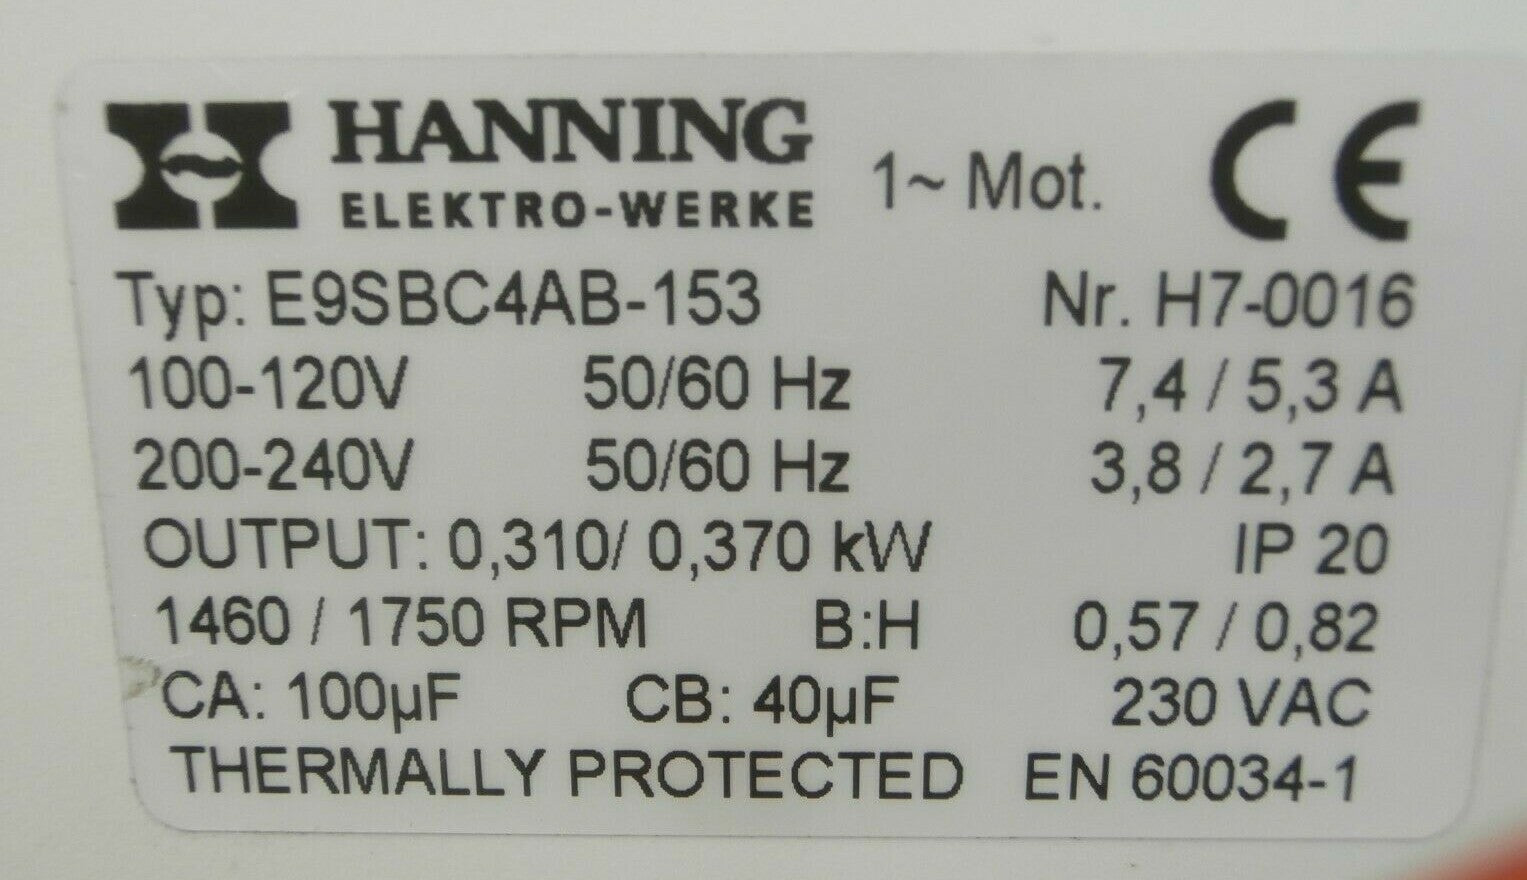 HANNING
ELEKTRO-WERKE 1~ Mot. CE
Typ: E9SBC4AB-153 Nr. H7-0016
100-120V 50/60 Hz 7,4 / 5,3 A
200-240V 50/60 Hz 3,8 / 2,7 A
OUTPUT: 0,310/ 0,370 kW IP 20
1460 / 1750 RPM B:H 0,57 / 0,82
CA: 100µF CB: 40µF 230 VAC
THERMALLY PROTECTED EN 60034-1